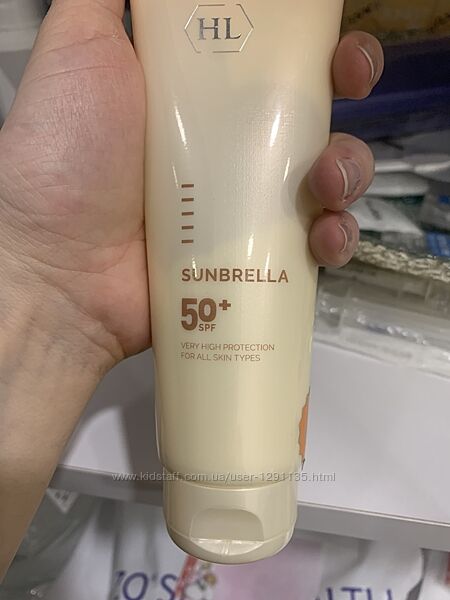 HL
SUNBRELLA
50+
SPF
VERY HIGH PROTECTION
FOR ALL SKIN TYPES
www.kidstaff.com.ua/user-1291135.html